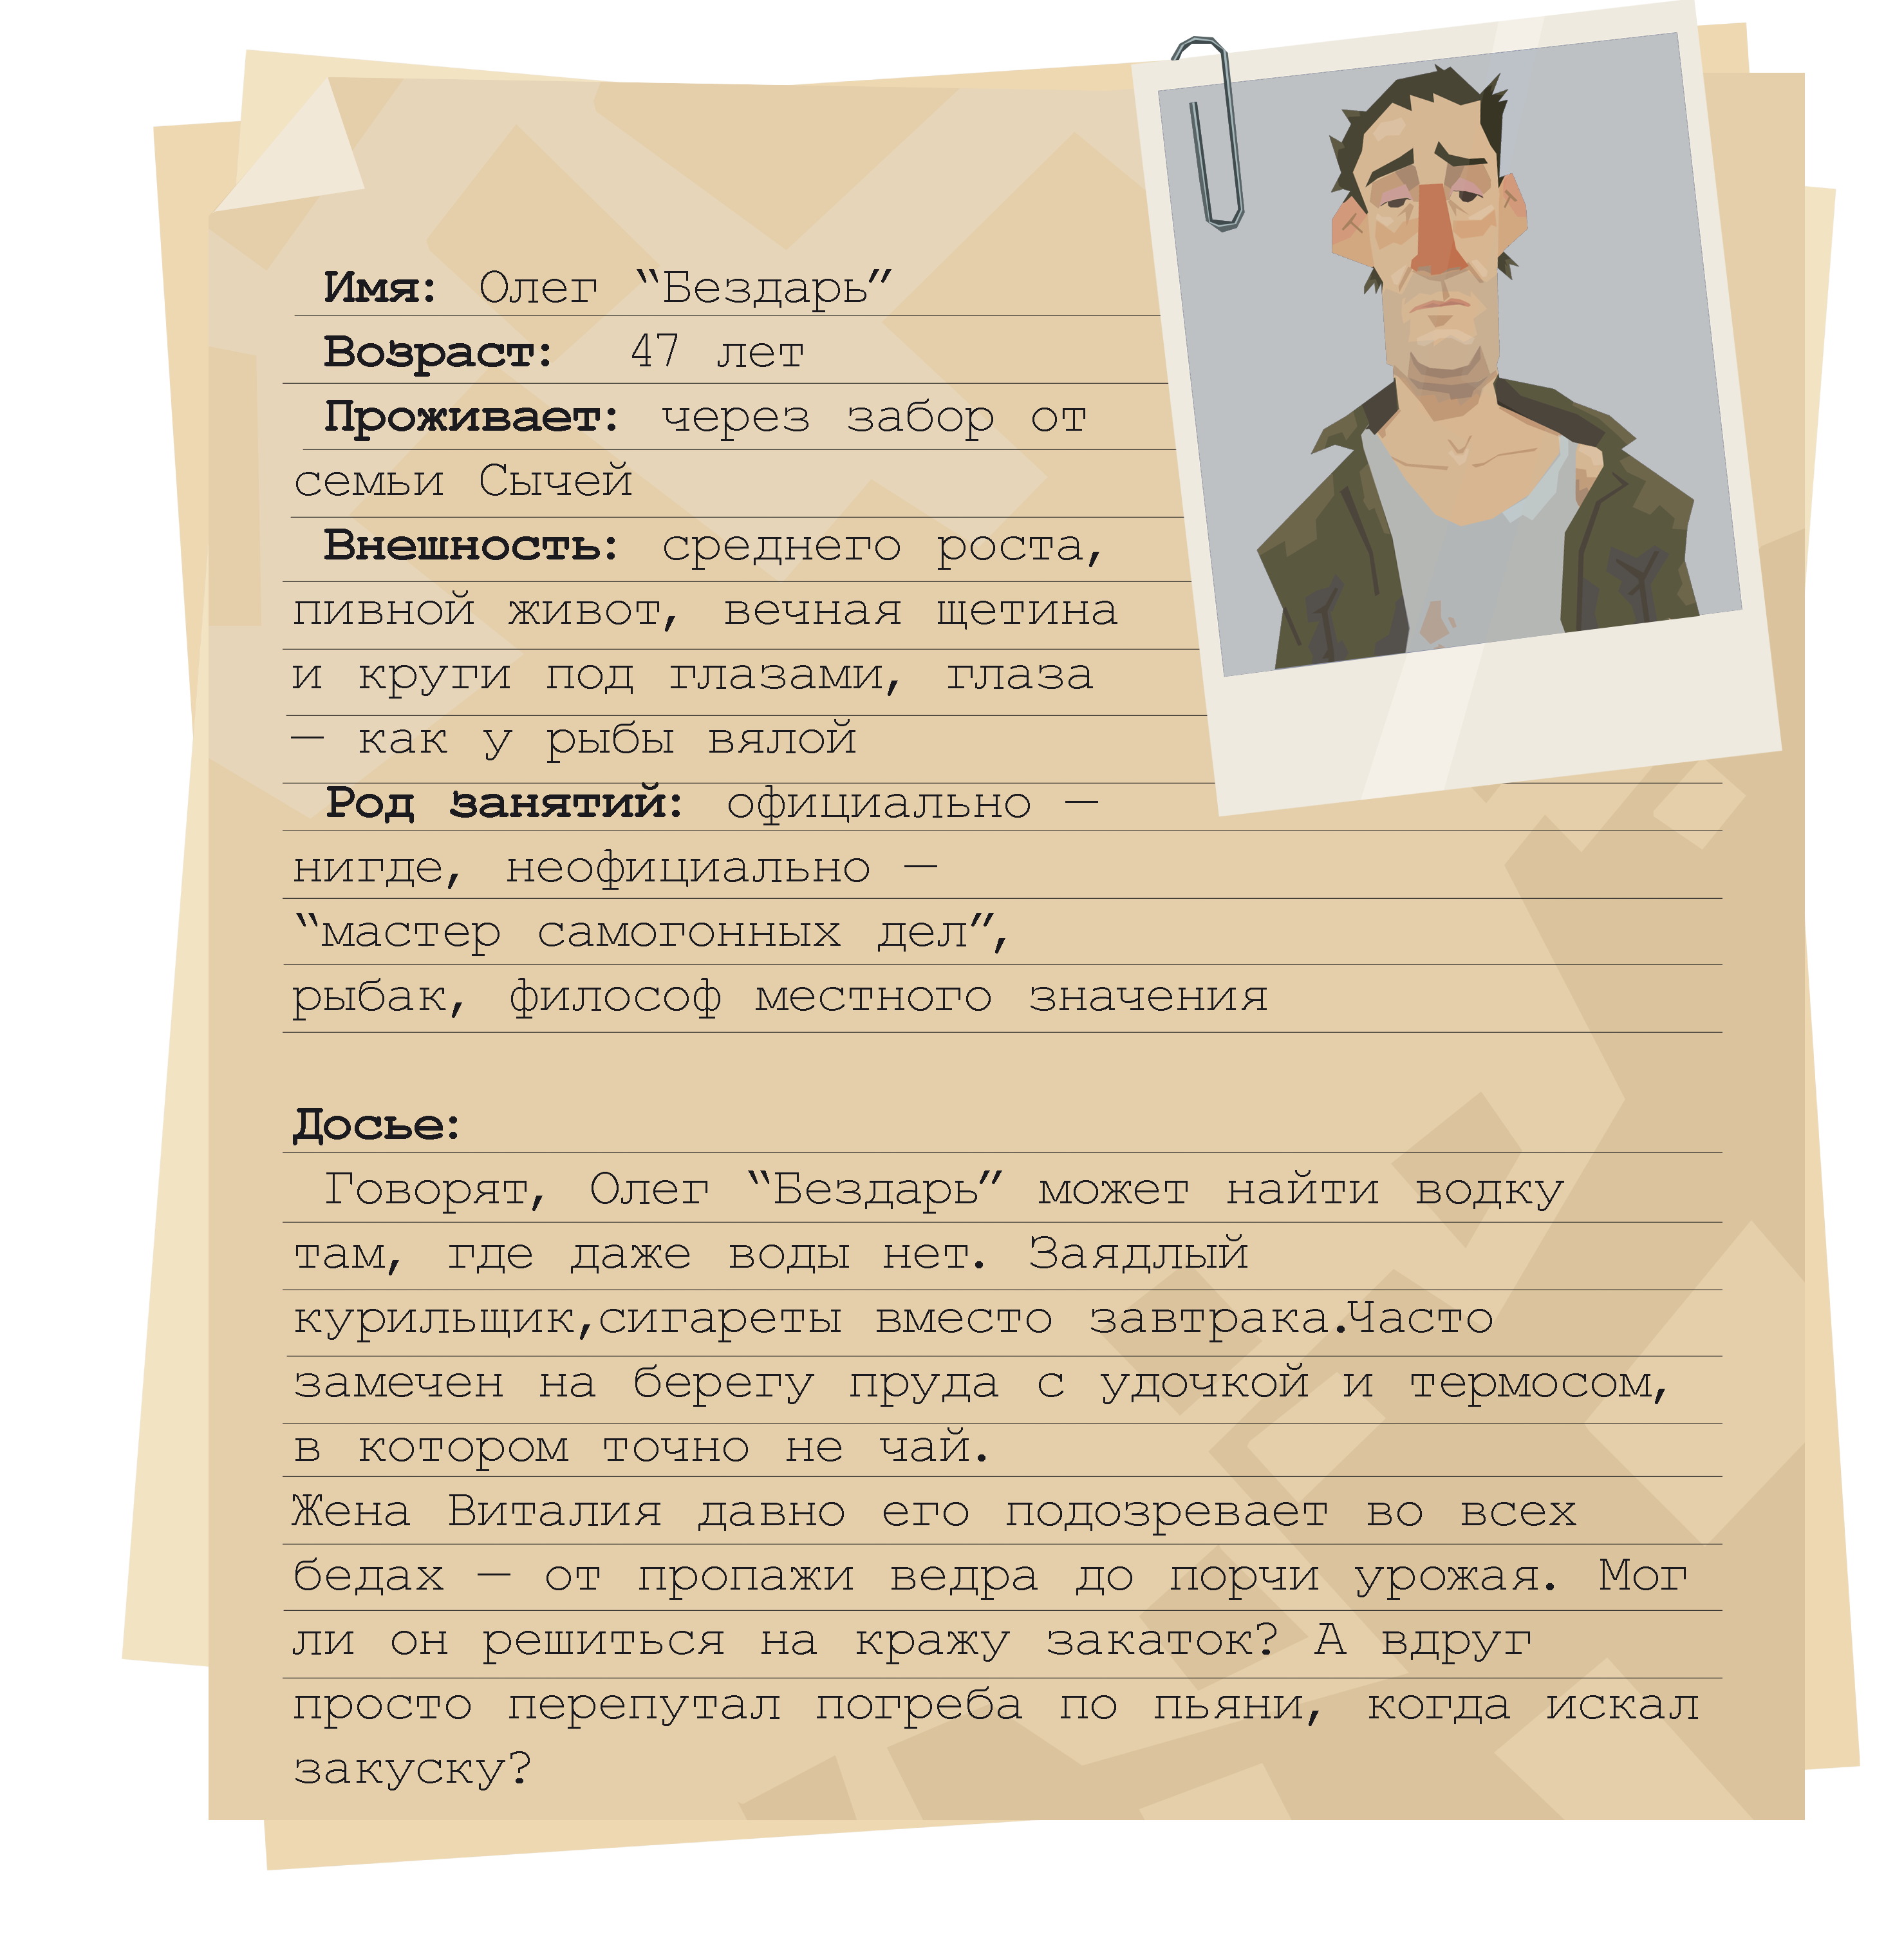 Имя: Олег “Бездарь”
Возраст: 47 лет
Проживает: через забор от
семьи Сычей
Внешность: среднего роста,
пивной живот, вечная щетина
и круги под глазами, глаза
— как у рыбы вялой
Род занятий: официально —
нигде, неофициально —
“мастер самогонных дел”,
рыбак, философ местного значения
Досье:
Говорят, Олег “Бездарь” может найти водку
там, где даже воды нет. Заядлый
курильщик,сигареты вместо завтрака.Часто
замечен на берегу пруда с удочкой и термосом,
в котором точно не чай.
Жена Виталия давно его подозревает во всех
бедах — от пропажи ведра до порчи урожая. Мог
ли он решиться на кражу закаток? А вдруг
просто перепутал погреба по пьяни, когда искал
закуску?